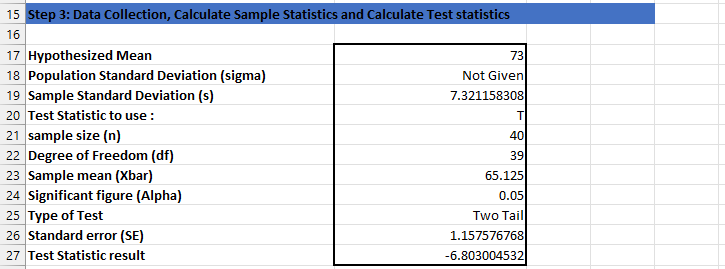 15 Step 3: Data Collection, Calculate Sample Statistics and Calculate Test statistics
16
17 Hypothesized Mean 73
18 Population Standard Deviation (sigma) Not Given
19 Sample Standard Deviation (s) 7.321158308
20 Test Statistic to use : T
21 sample size (n) 40
22 Degree of Freedom (df) 39
23 Sample mean (Xbar) 65.125
24 Significant figure (Alpha) 0.05
25 Type of Test Two Tail
26 Standard error (SE) 1.157576768
27 Test Statistic result -6.803004532